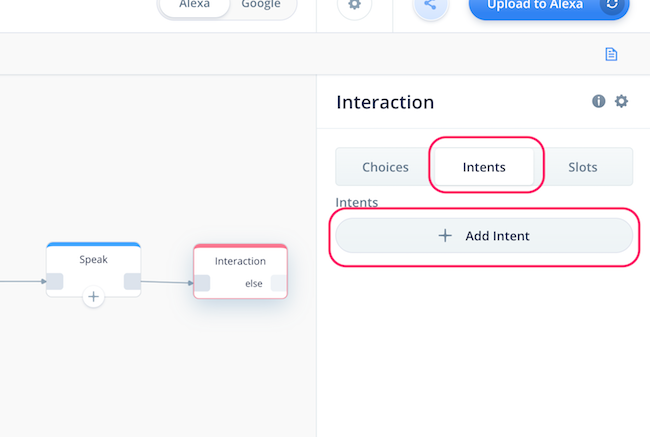 Alexa Google
Upload to Alexa
Interaction
Choices Intents Slots
Intents
Add Intent
Speak
Interaction
else